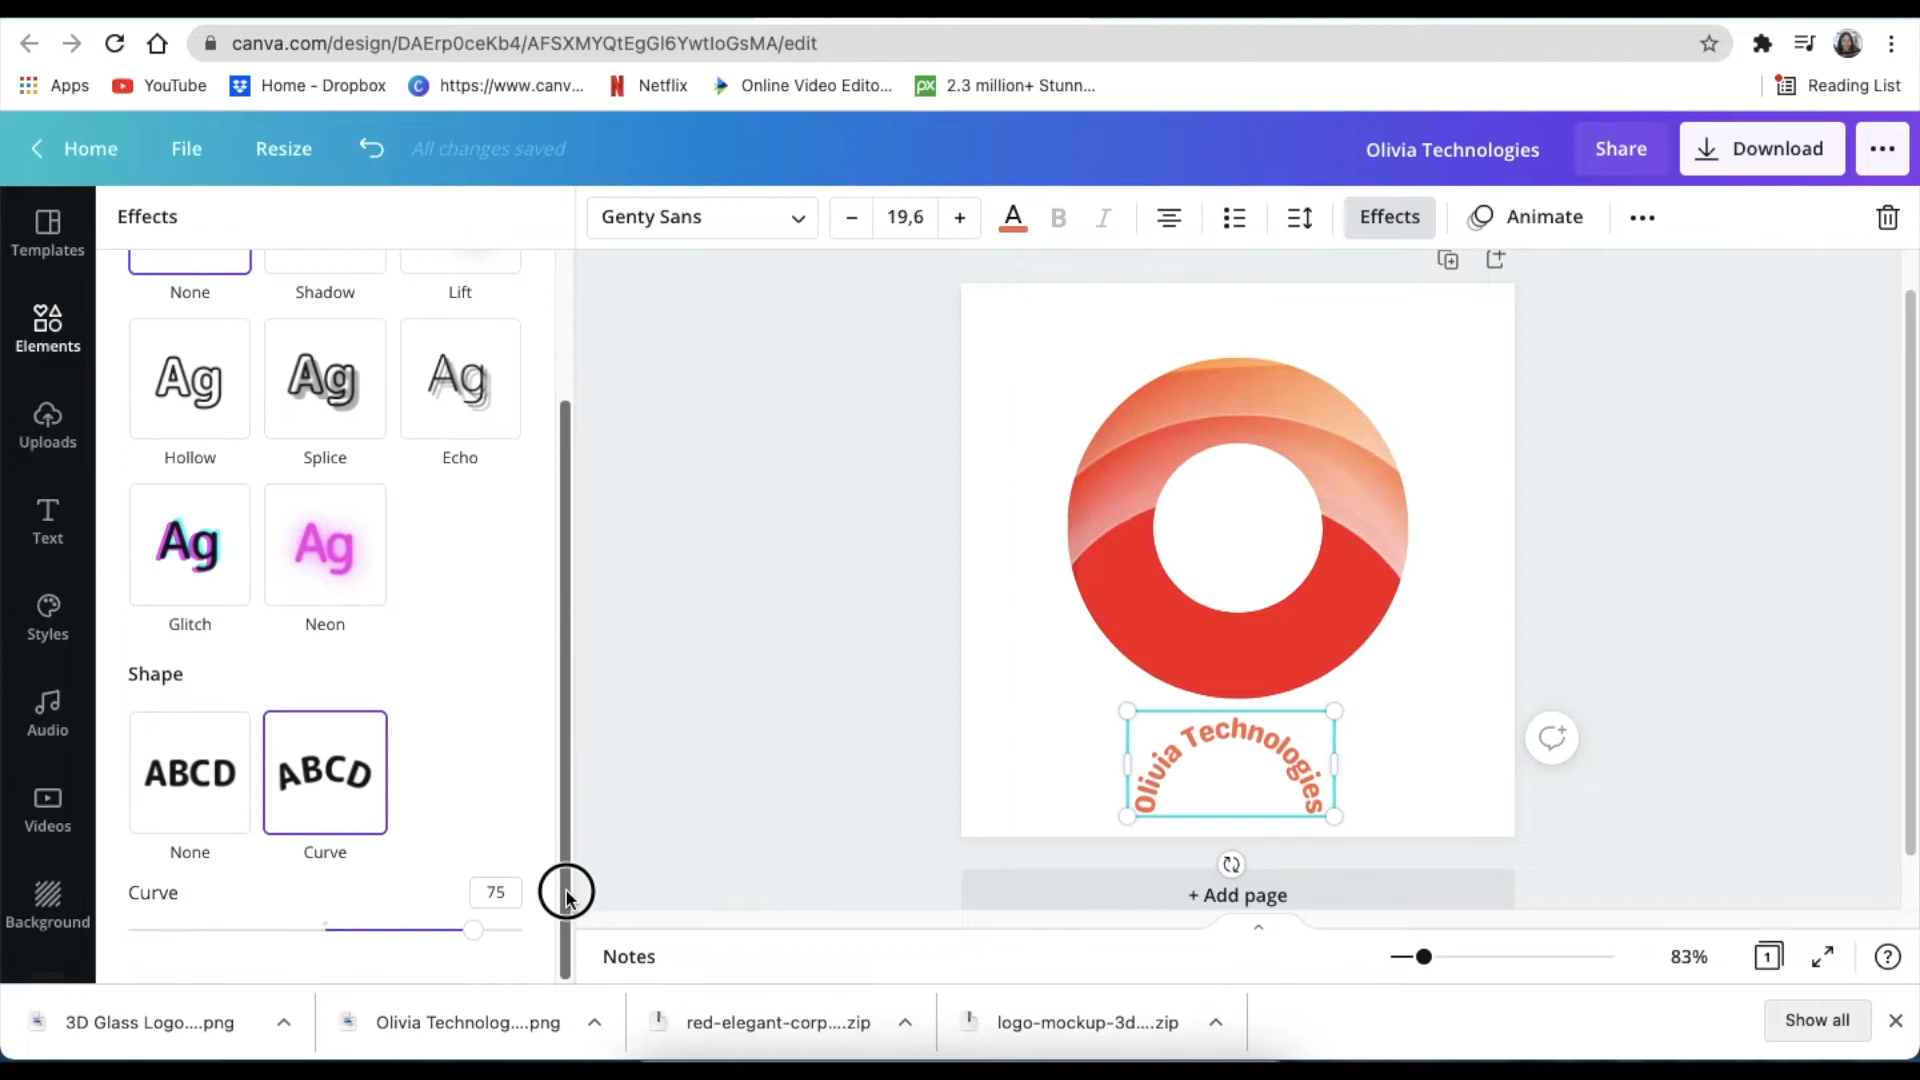 canva.com/design/DAErp0ceKb4/AFSXMYQtEgGl6YwtIoGsMA/edit
Apps YouTube Home - Dropbox https://www.canv... Netflix Online Video Edito... px 2.3 million+ Stunn... Reading List
Home File Resize All changes saved Olivia Technologies Share Download
Effects Genty Sans 19,6 A B I Effects Animate
Templates
Elements
Uploads
Text
Styles
Audio
Videos
Background
None Shadow Lift
Ag Ag Ag
Hollow Splice Echo
Ag Ag
Glitch Neon
Shape
ABCD ABCD
None Curve
Curve 75
Olivia Technologies
+ Add page
Notes 83% 1
3D Glass Logo....png Olivia Technolog....png red-elegant-corp....zip logo-mockup-3d....zip Show all